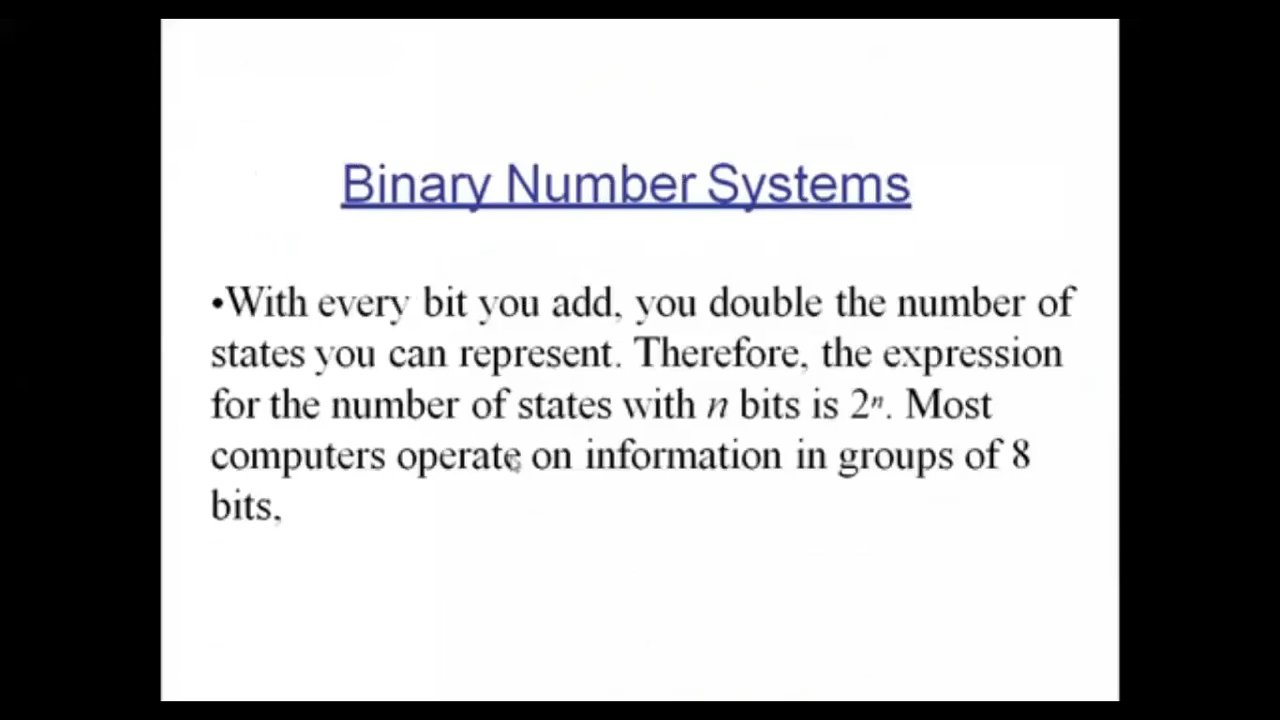 Binary Number Systems
•With every bit you add, you double the number of
states you can represent. Therefore, the expression
for the number of states with n bits is 2ⁿ. Most
computers operate on information in groups of 8
bits,